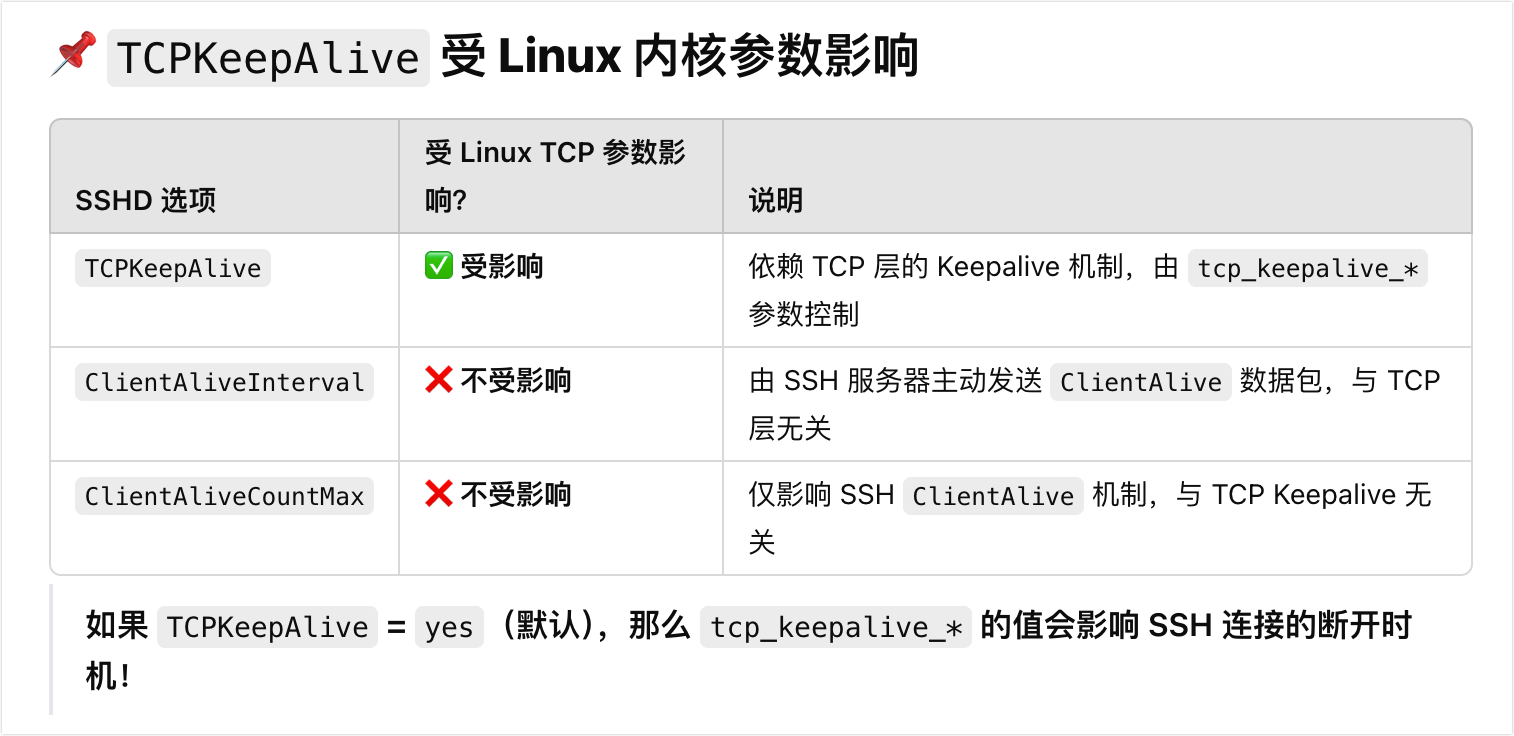 📌 TCPKeepAlive 受 Linux 内核参数影响
SSHD 选项
受 Linux TCP 参数影
响?
说明
TCPKeepAlive
✅ 受影响
依赖 TCP 层的 Keepalive 机制，由 tcp_keepalive_*
参数控制
ClientAliveInterval
❌ 不受影响
由 SSH 服务器主动发送 ClientAlive 数据包，与 TCP
层无关
ClientAliveCountMax
❌ 不受影响
仅影响 SSH ClientAlive 机制，与 TCP Keepalive 无
关
如果 TCPKeepAlive = yes（默认），那么 tcp_keepalive_* 的值会影响 SSH 连接的断开时
机！